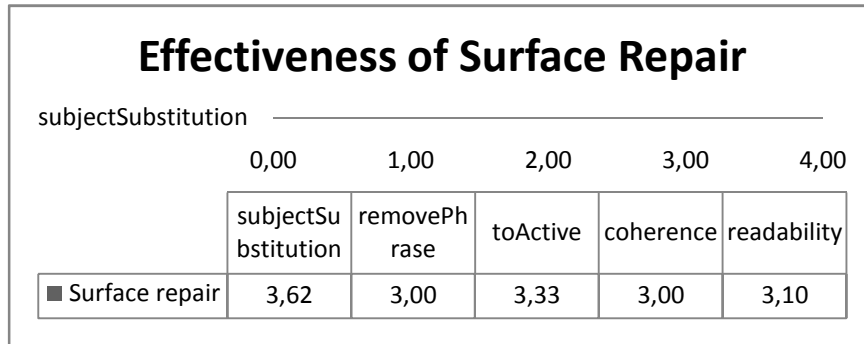 Effectiveness of Surface Repair
subjectSubstitution
0,00 1,00 2,00 3,00 4,00
subjectSu removePh toActive coherence readability
bstitution rase
Surface repair 3,62 3,00 3,33 3,00 3,10